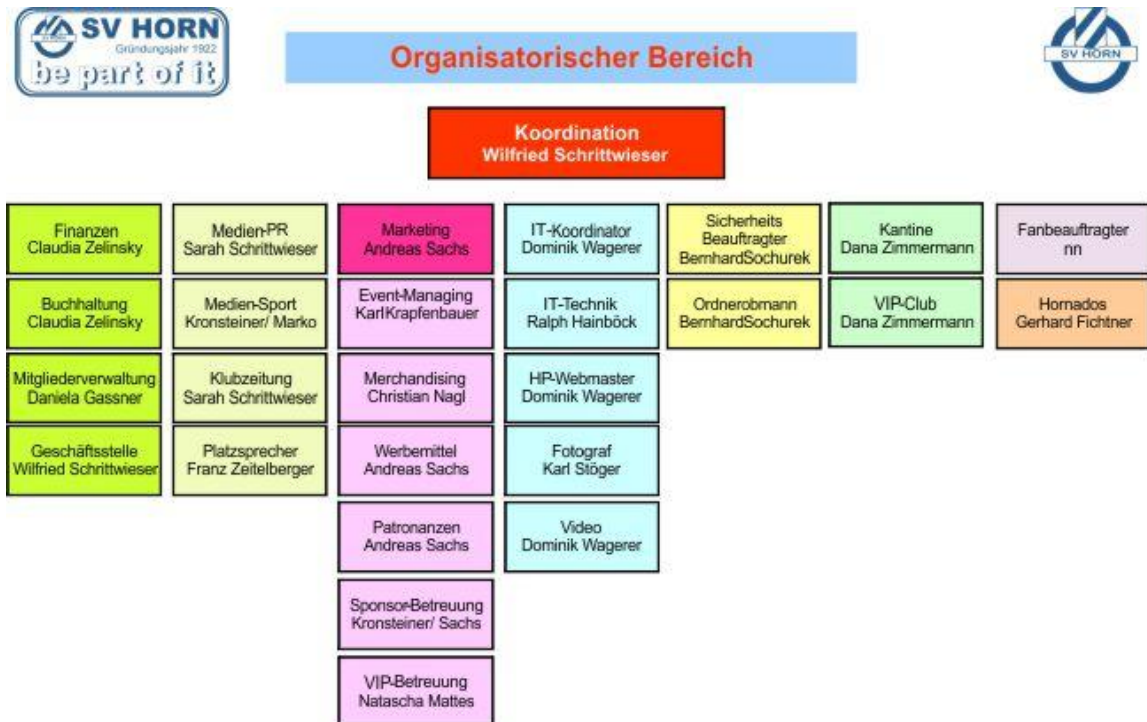 SV HORN
Gründungsjahr 1922
be part of it
Organisatorischer Bereich
SV HORN
Koordination
Wilfried Schrittwieser
Finanzen
Claudia Zelinsky
Buchhaltung
Claudia Zelinsky
Mitgliederverwaltung
Daniela Gassner
Geschäftsstelle
Wilfried Schrittwieser
Medien-PR
Sarah Schrittwieser
Medien-Sport
Kronsteiner/ Marko
Klubzeitung
Sarah Schrittwieser
Platzsprecher
Franz Zeitelberger
Marketing
Andreas Sachs
Event-Managing
Karl Krapfenbauer
Merchandising
Christian Nagl
Werbemittel
Andreas Sachs
Patronanzen
Andreas Sachs
Sponsor-Betreuung
Kronsteiner/ Sachs
VIP-Betreuung
Natascha Mattes
IT-Koordinator
Dominik Wagerer
IT-Technik
Ralph Hainböck
HP-Webmaster
Dominik Wagerer
Fotograf
Karl Stöger
Video
Dominik Wagerer
Sicherheits
Beauftragter
BernhardSochurek
Ordnerobmann
BernhardSochurek
Kantine
Dana Zimmermann
VIP-Club
Dana Zimmermann
Fanbeauftragter
nn
Hornados
Gerhard Fichtner